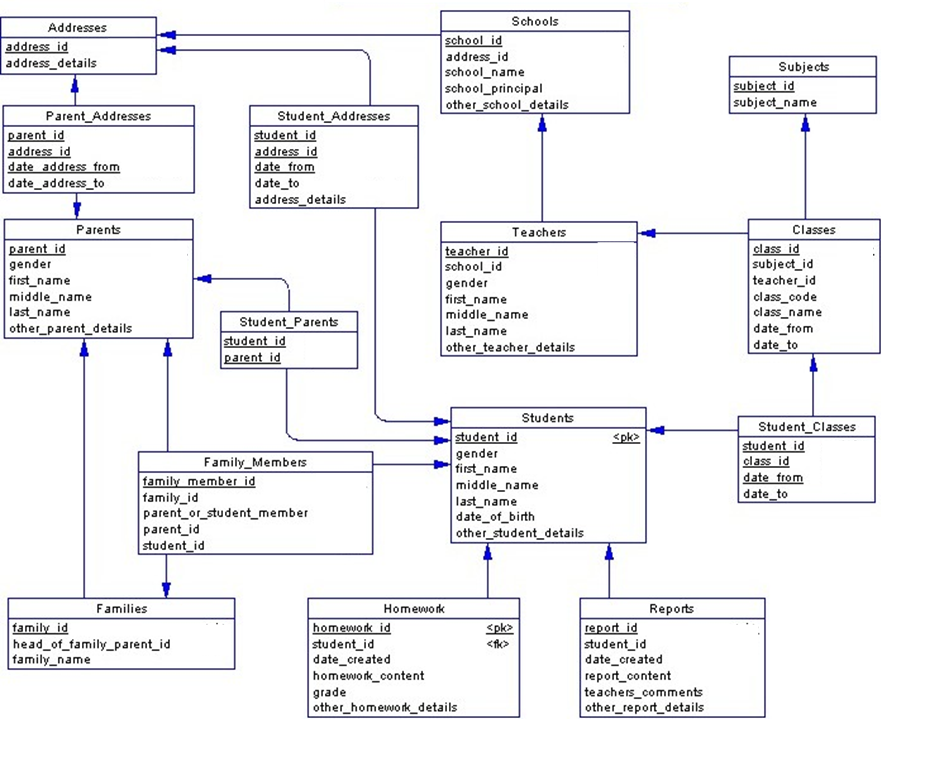 Addresses
address_id
address_details
Schools
school_id
address_id
school_name
school_principal
other_school_details
Subjects
subject_id
subject_name
Parent_Addresses
parent_id
address_id
date_address_from
date_address_to
Student_Addresses
student_id
address_id
date_from
date_to
address_details
Parents
parent_id
gender
first_name
middle_name
last_name
other_parent_details
Teachers
teacher_id
school_id
gender
first_name
middle_name
last_name
other_teacher_details
Classes
class_id
subject_id
teacher_id
class_code
class_name
date_from
date_to
Student_Parents
student_id
parent_id
Students
student_id <pk>
gender
first_name
middle_name
last_name
date_of_birth
other_student_details
Student_Classes
student_id
class_id
date_from
date_to
Family_Members
family_member_id
family_id
parent_or_student_member
parent_id
student_id
Families
family_id
head_of_family_parent_id
family_name
Homework
homework_id <pk>
student_id <fk>
date_created
homework_content
grade
other_homework_details
Reports
report_id
student_id
date_created
report_content
teachers_comments
other_report_details